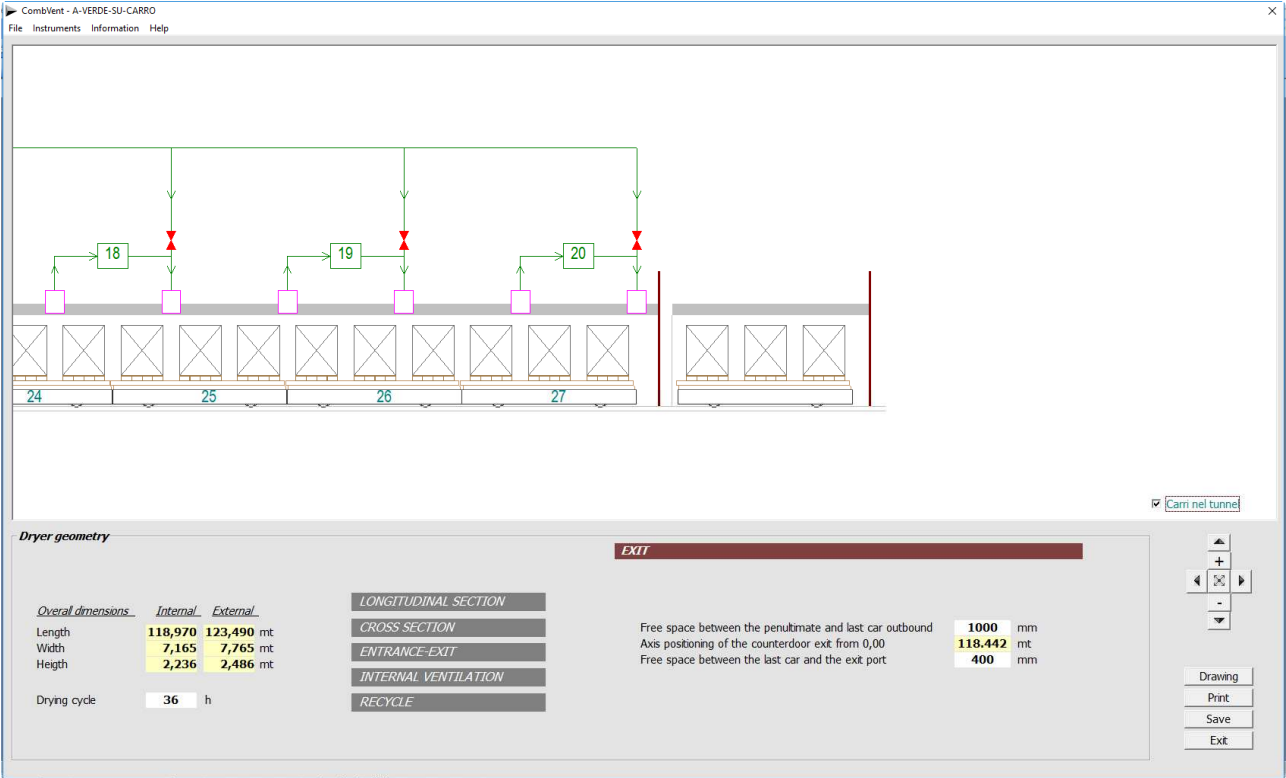 CombVent - A-VERDE-SU-CARRO
File Instruments Information Help
18 19 20
24 25 26 27
Carri nel tunnel
Dryer geometry
EXIT
Overall dimensions Internal External
Length 118,970 123,490 mt
Width 7,165 7,765 mt
Heigth 2,236 2,486 mt
Drying cycle 36 h
LONGITUDINAL SECTION
CROSS SECTION
ENTRANCE-EXIT
INTERNAL VENTILATION
RECYCLE
Free space between the penultimate and last car outbound 1000 mm
Axis positioning of the counterdoor exit from 0,00 118.442 mt
Free space between the last car and the exit port 400 mm
+
-
Drawing
Print
Save
Exit